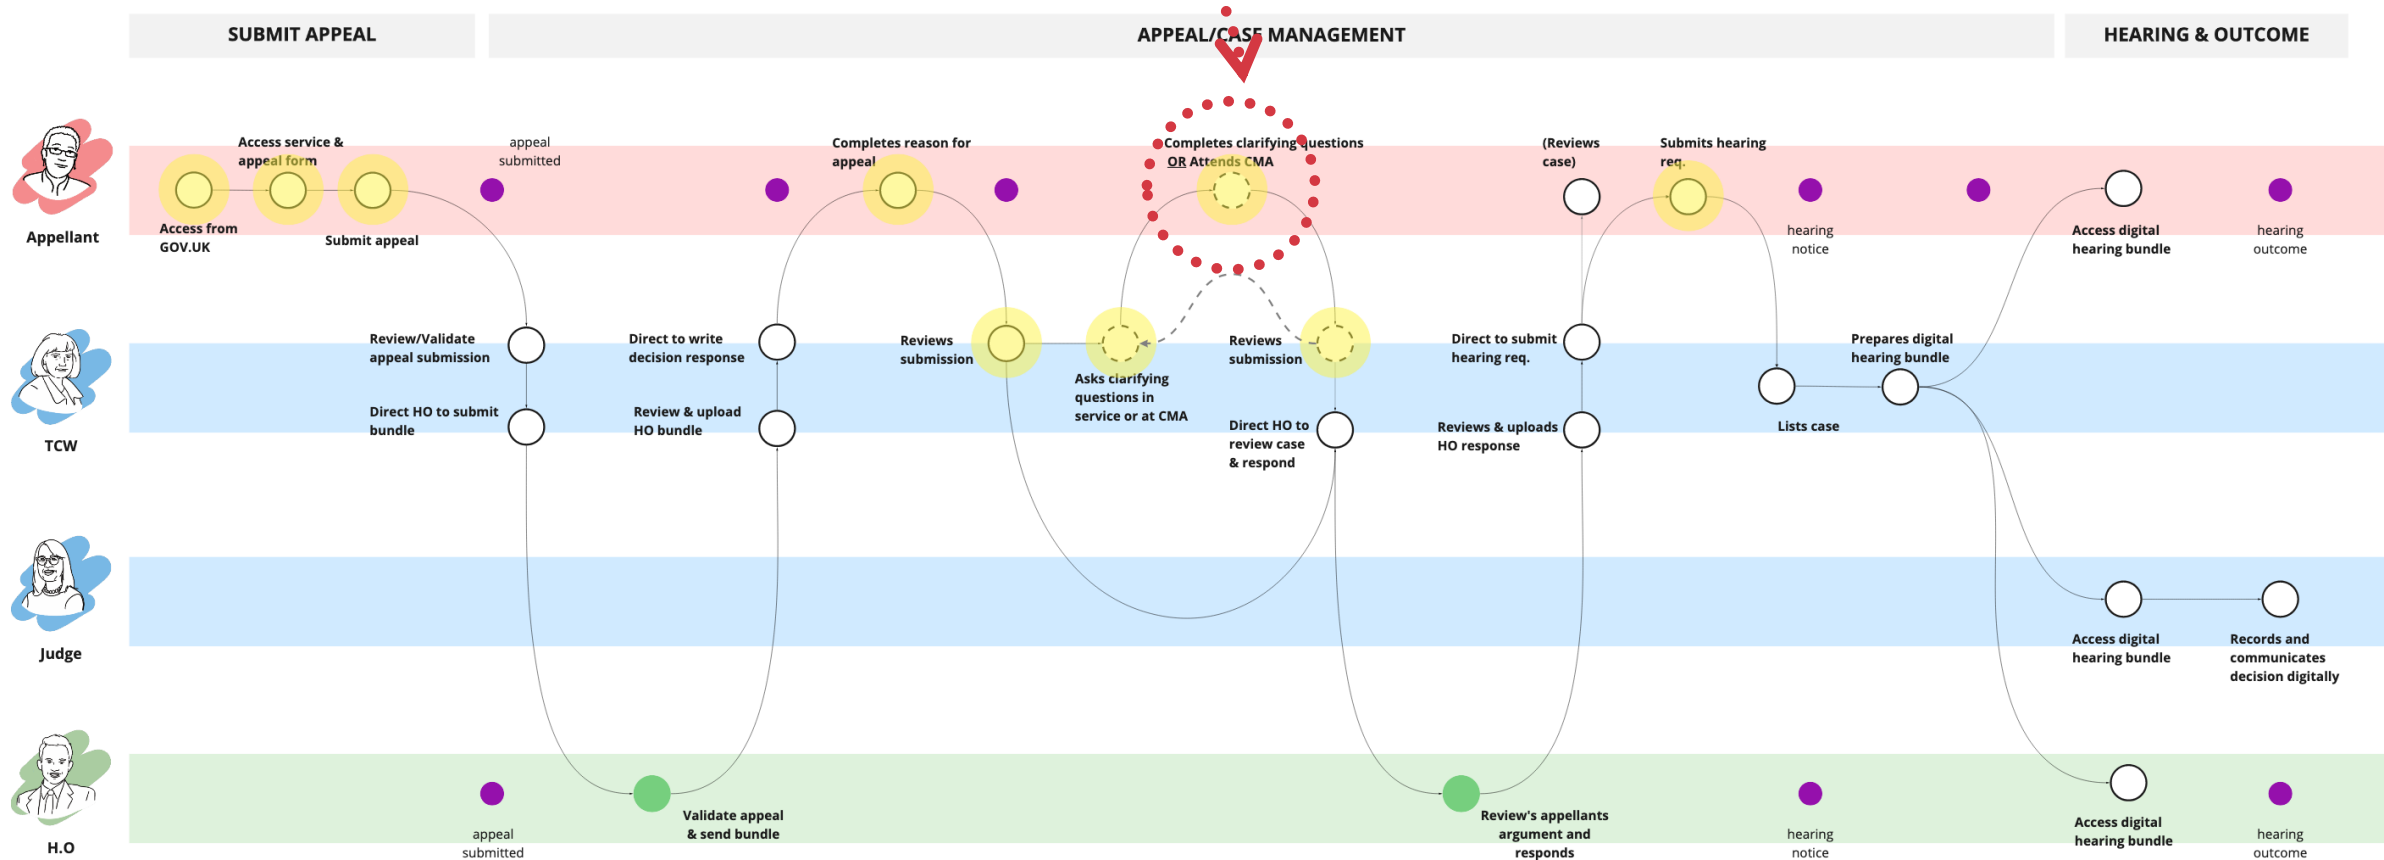 SUBMIT APPEAL
APPEAL/CASE MANAGEMENT
HEARING & OUTCOME
Appellant
Access service &
appeal form
Access from
GOV.UK
Submit appeal
appeal
submitted
Completes reason for
appeal
Completes clarifying questions
OR Attends CMA
(Reviews
case)
Submits hearing
req.
hearing
notice
Access digital
hearing bundle
hearing
outcome
TCW
Review/Validate
appeal submission
Direct HO to submit
bundle
Direct to write
decision response
Review & upload
HO bundle
Reviews
submission
Asks clarifying
questions in
service or at CMA
Reviews
submission
Direct HO to
review case
& respond
Direct to submit
hearing req.
Reviews & uploads
HO response
Lists case
Prepares digital
hearing bundle
Judge
Access digital
hearing bundle
Records and
communicates
decision digitally
H.O
appeal
submitted
Validate appeal
& send bundle
Review's appellants
argument and
responds
hearing
notice
Access digital
hearing bundle
hearing
outcome